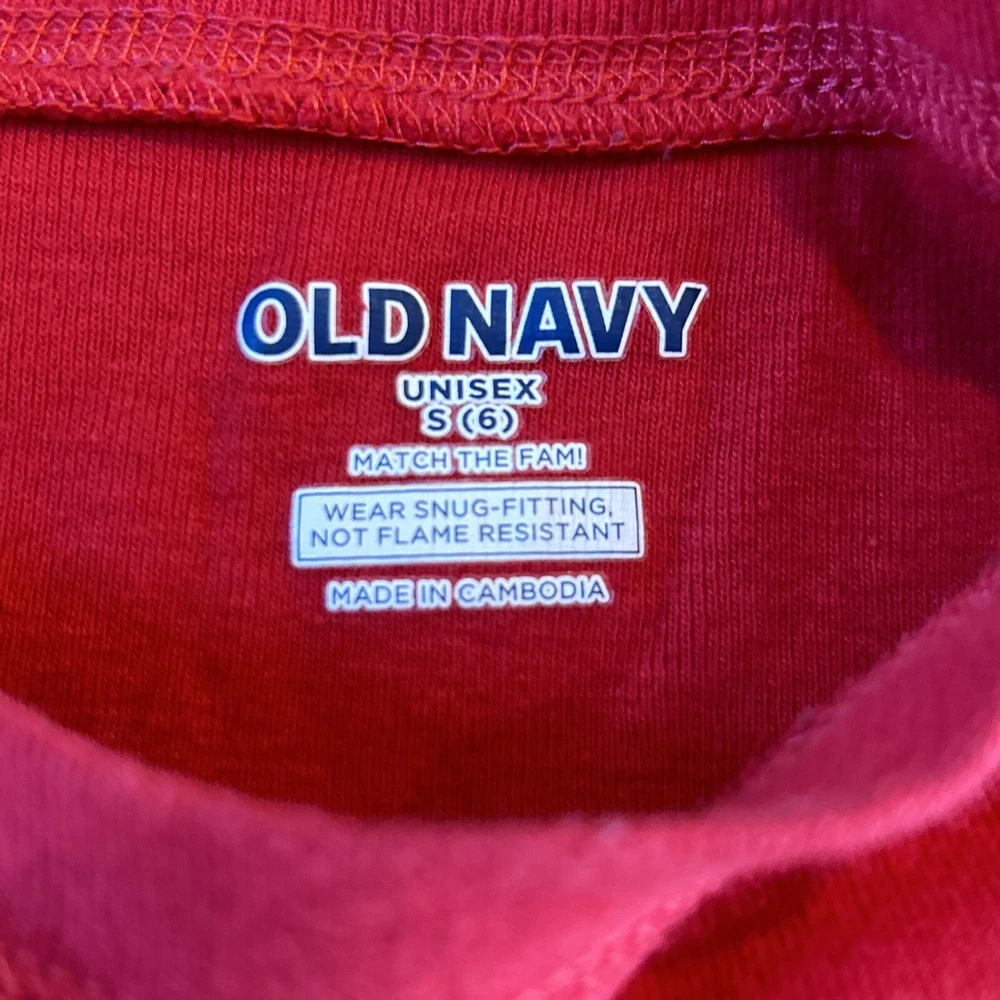 OLD NAVY
UNISEX
S (6)
MATCH THE FAM!
WEAR SNUG-FITTING,
NOT FLAME RESISTANT
MADE IN CAMBODIA